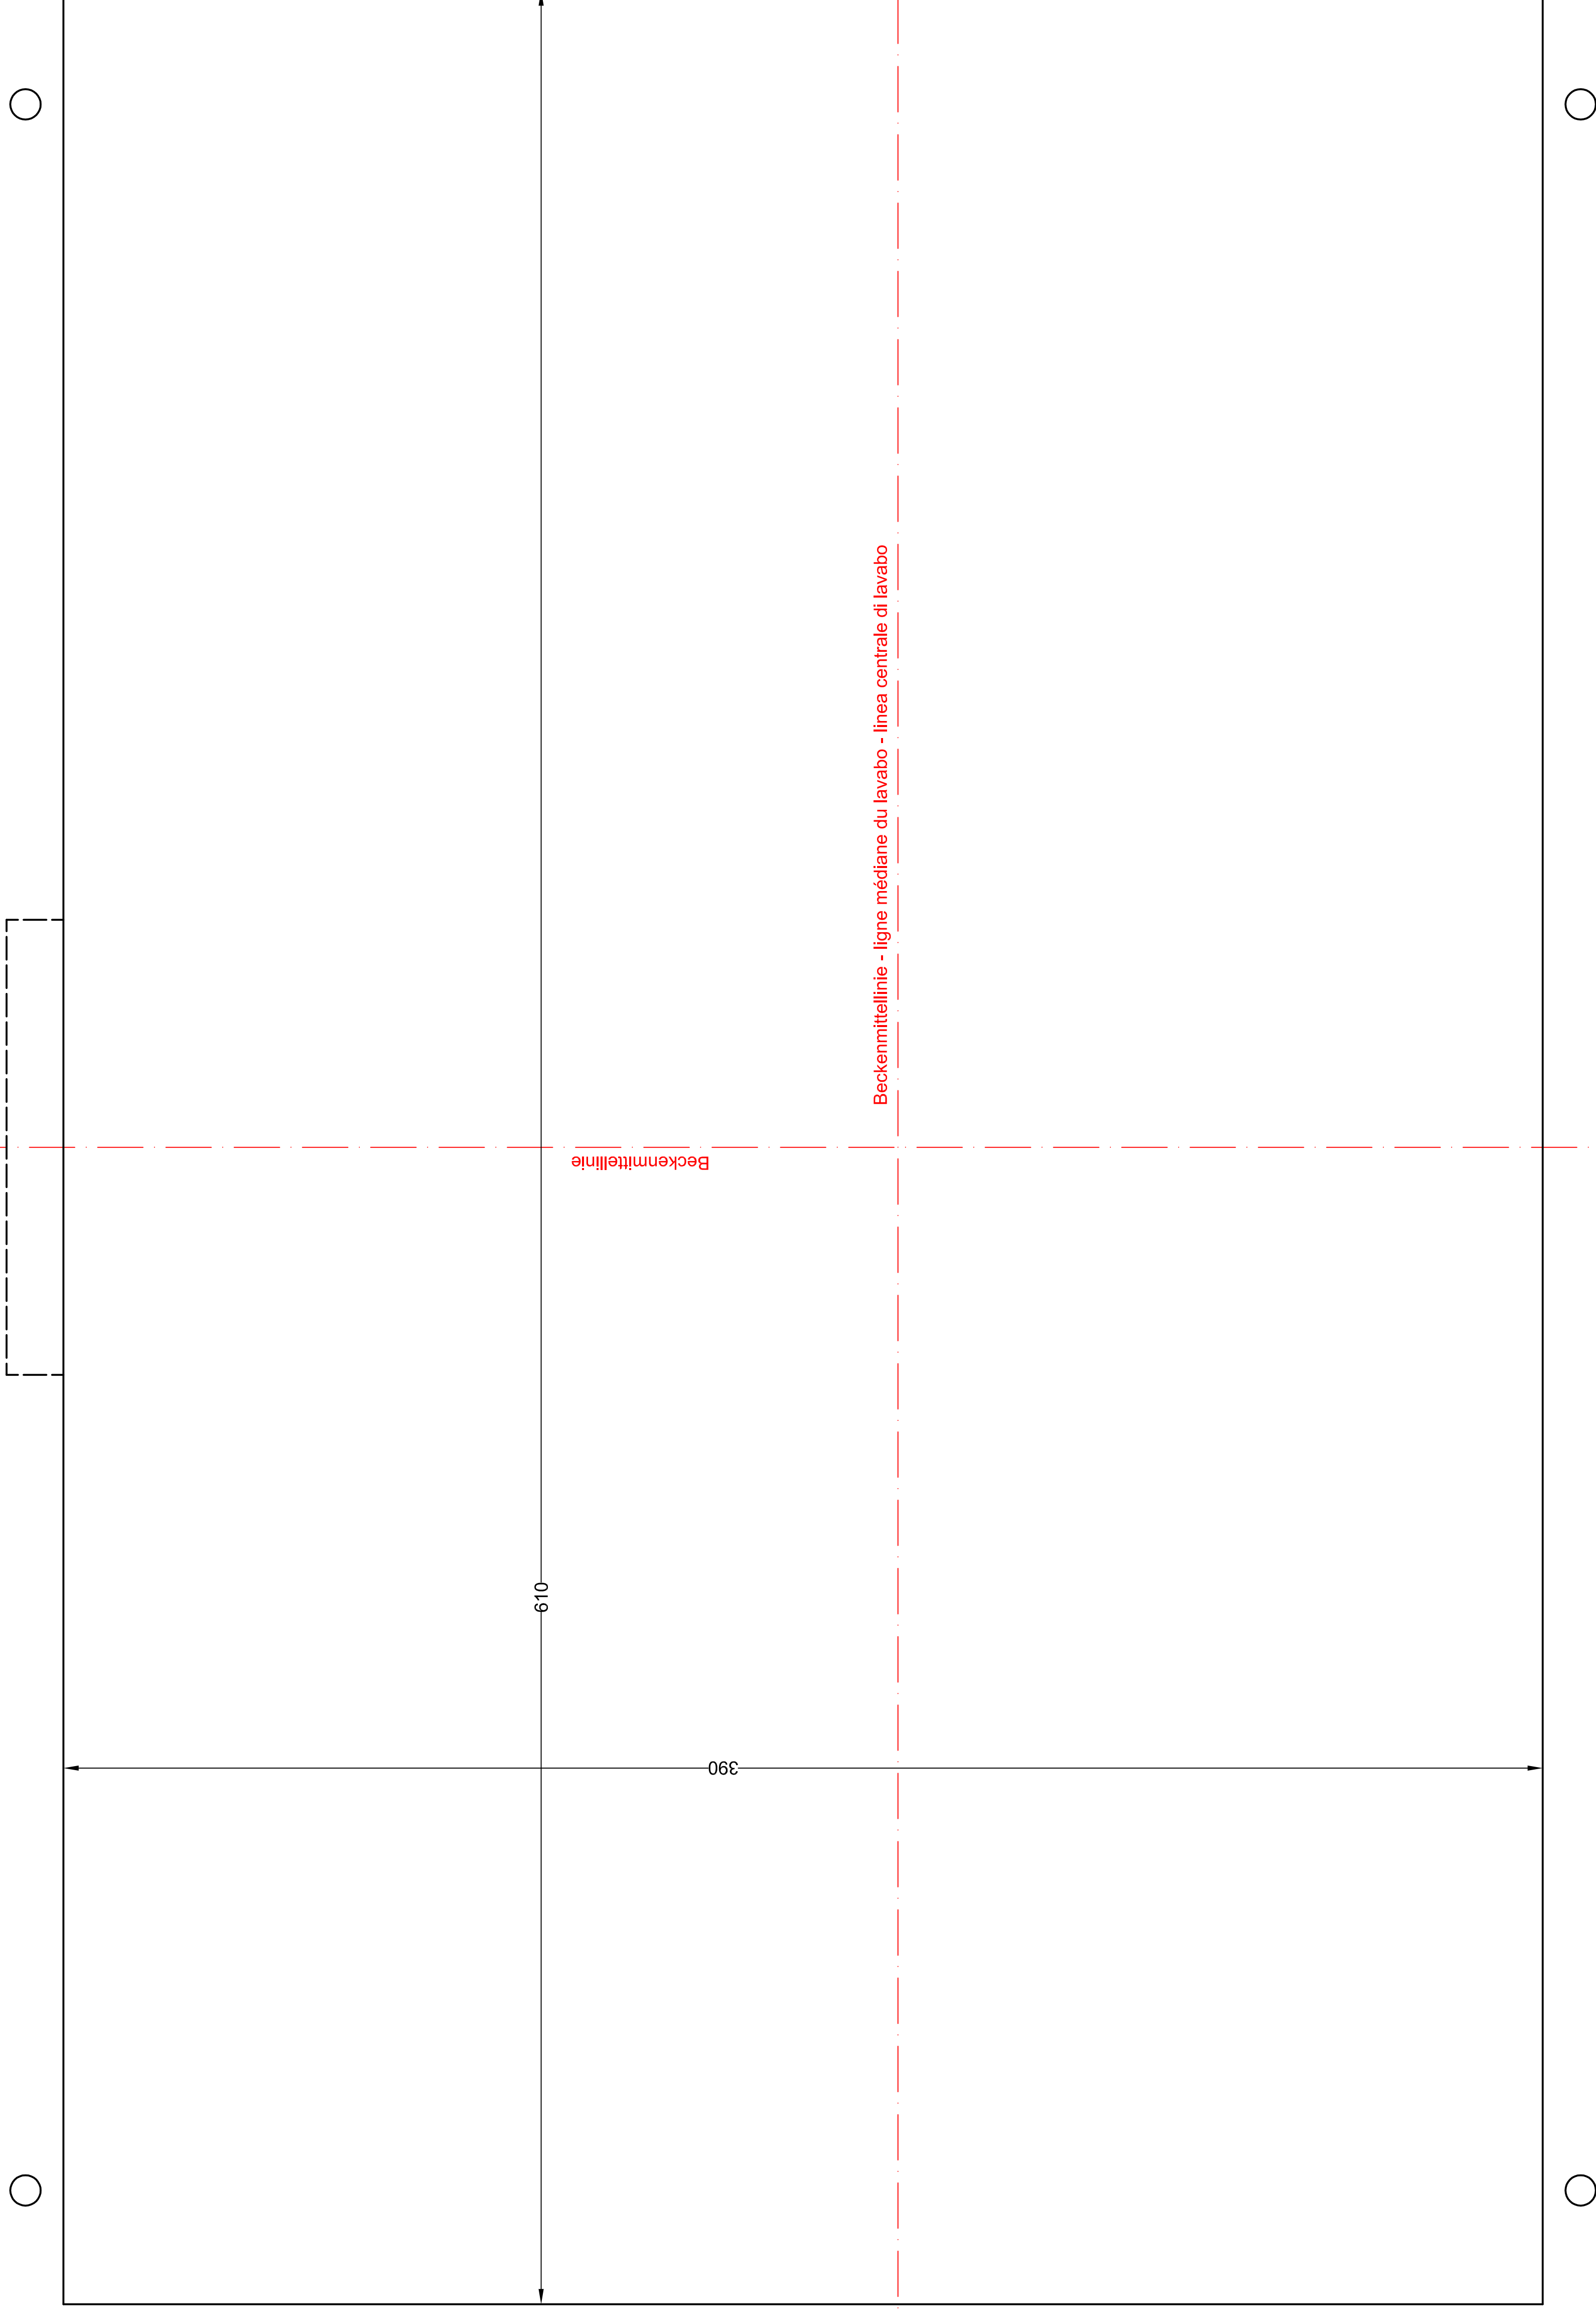 Beckenmittellinie - ligne médiane du lavabo - linea centrale di lavabo
Beckenmittellinie
610
390